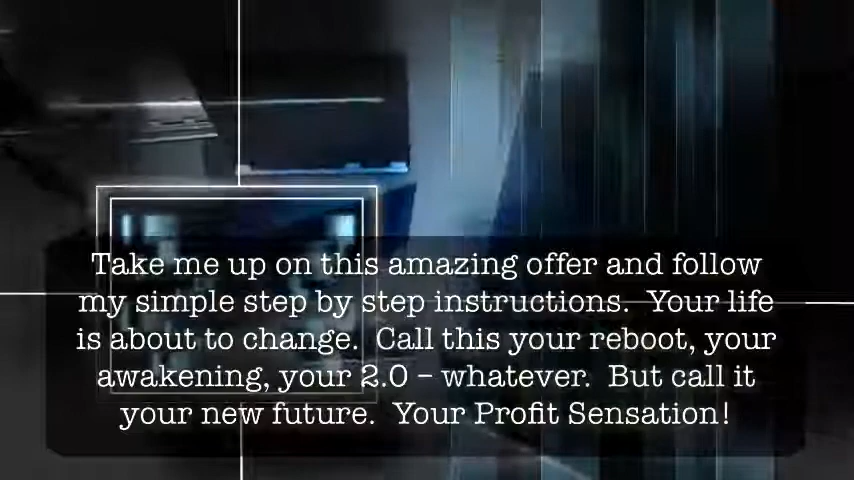 Take me up on this amazing offer and follow
my simple step by step instructions.  Your life
is about to change.  Call this your reboot, your
awakening, your 2.0 – whatever.  But call it
your new future.  Your Profit Sensation!